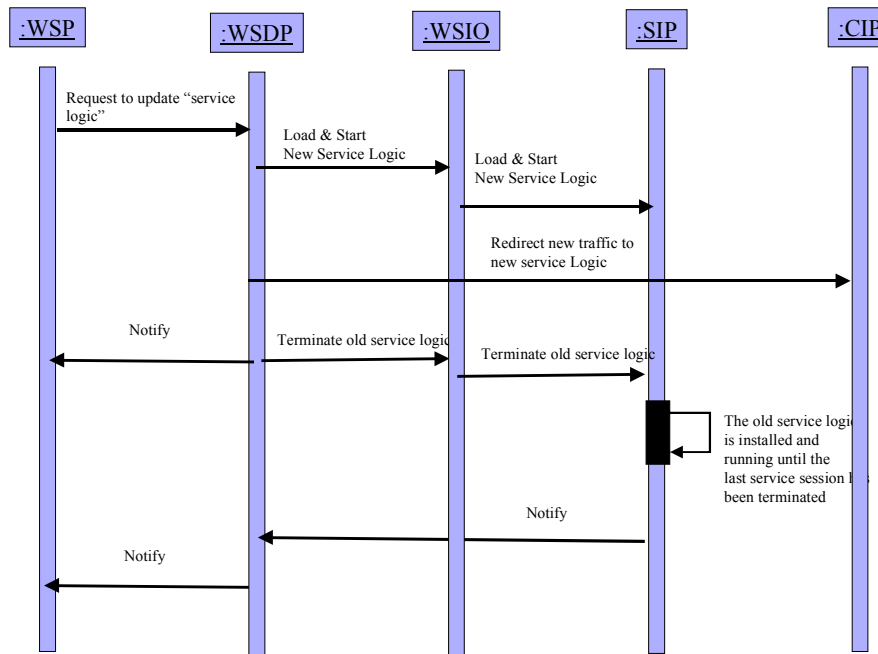 :WSP
:WSDP
:WSIO
:SIP
:CIP
Request to update “service
logic”
Load & Start
New Service Logic
Load & Start
New Service Logic
Redirect new traffic to
new service Logic
Notify
Terminate old service logic
Terminate old service logic
The old service logic
is installed and
running until the
last service session has
been terminated
Notify
Notify